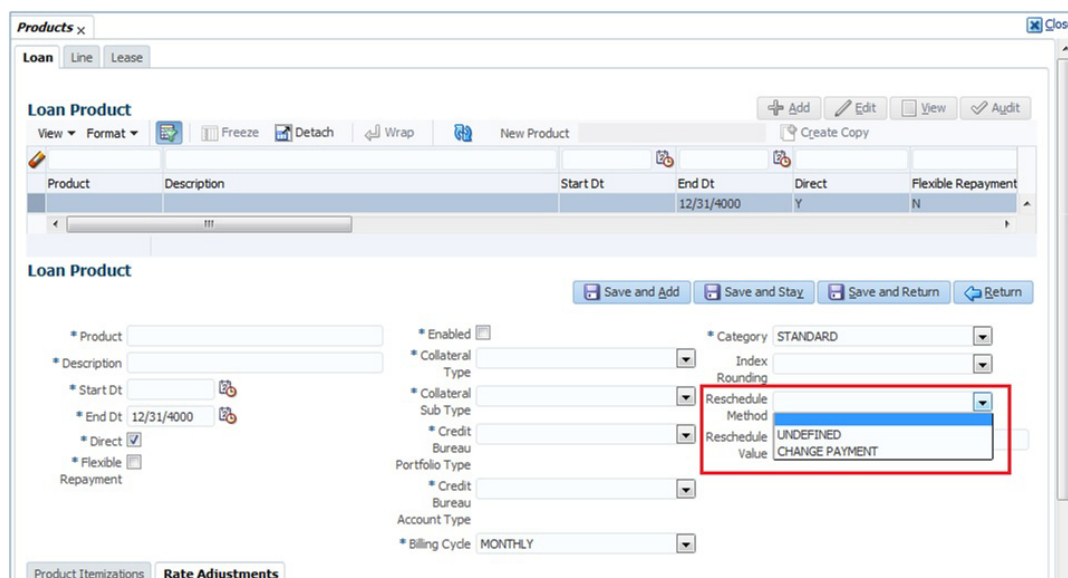 Products x
Close
Loan Line Lease
Loan Product
Add Edit View Audit
View Format Freeze Detach Wrap New Product Create Copy
Product Description Start Dt End Dt Direct Flexible Repayment
12/31/4000 Y N
Loan Product
Save and Add Save and Stay Save and Return Return
* Product
* Description
* Start Dt
* End Dt 12/31/4000
* Direct
* Flexible
Repayment
* Enabled
* Collateral
Type
* Collateral
Sub Type
* Credit
Bureau
Portfolio Type
* Credit
Bureau
Account Type
* Billing Cycle MONTHLY
* Category STANDARD
Index
Rounding
Reschedule
Method
UNDEFINED
CHANGE PAYMENT
Reschedule
Value
Product Itemizations Rate Adjustments